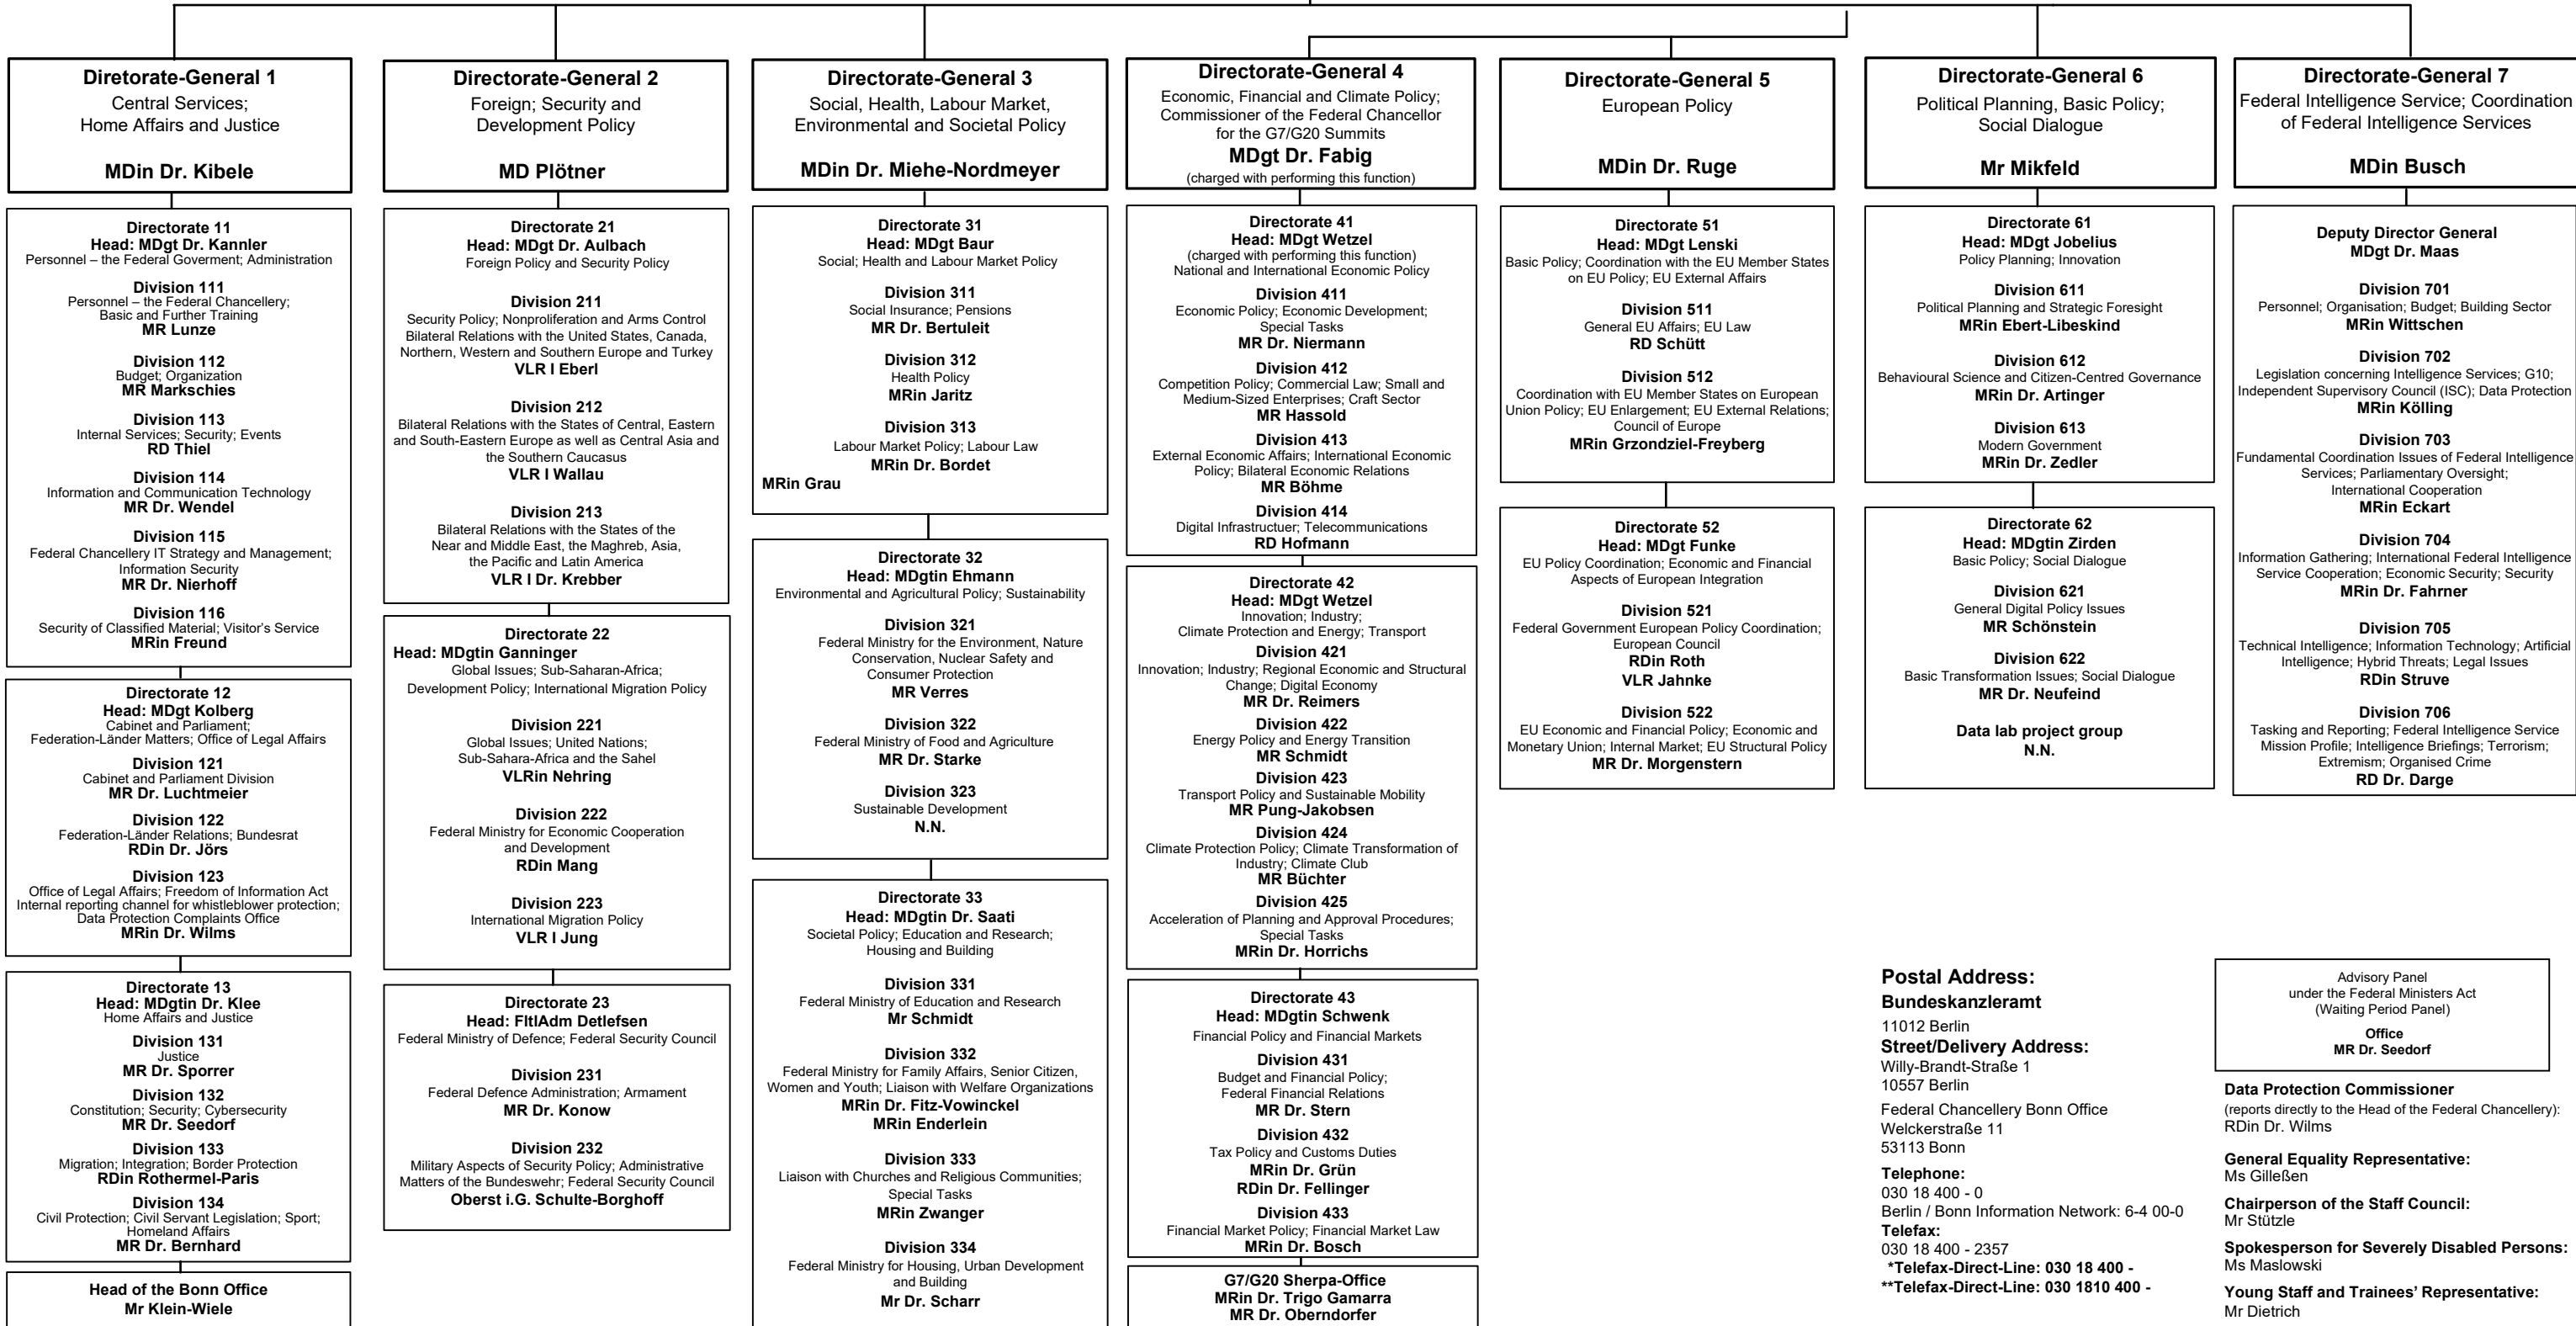 Diretorate-General 1
Central Services;
Home Affairs and Justice
MDin Dr. Kibele
Directorate 11
Head: MDgt Dr. Kannler
Personnel – the Federal Goverment; Administration
Division 111
Personnel – the Federal Chancellery;
Basic and Further Training
MR Lunze
Division 112
Budget; Organization
MR Markschies
Division 113
Internal Services; Security; Events
RD Thiel
Division 114
Information and Communication Technology
MR Dr. Wendel
Division 115
Federal Chancellery IT Strategy and Management;
Information Security
MR Dr. Nierhoff
Division 116
Security of Classified Material; Visitor’s Service
MRin Freund
Directorate 12
Head: MDgt Kolberg
Cabinet and Parliament;
Federation-Länder Matters; Office of Legal Affairs
Division 121
Cabinet and Parliament Division
MR Dr. Luchtmeier
Division 122
Federation-Länder Relations; Bundesrat
RDin Dr. Jörs
Division 123
Office of Legal Affairs; Freedom of Information Act
Internal reporting channel for whistleblower protection;
Data Protection Complaints Office
MRin Dr. Wilms
Directorate 13
Head: MDgtin Dr. Klee
Home Affairs and Justice
Division 131
Justice
MR Dr. Sporrer
Division 132
Constitution; Security; Cybersecurity
MR Dr. Seedorf
Division 133
Migration; Integration; Border Protection
RDin Rothermel-Paris
Division 134
Civil Protection; Civil Servant Legislation; Sport;
Homeland Affairs
MR Dr. Bernhard
Head of the Bonn Office
Mr Klein-Wiele
Directorate-General 2
Foreign; Security and
Development Policy
MD Plötner
Directorate 21
Head: MDgt Dr. Aulbach
Foreign Policy and Security Policy
Division 211
Security Policy; Nonproliferation and Arms Control
Bilateral Relations with the United States, Canada,
Northern, Western and Southern Europe and Turkey
VLR I Eberl
Division 212
Bilateral Relations with the States of Central, Eastern
and South-Eastern Europe as well as Central Asia and
the Southern Caucasus
VLR I Wallau
Division 213
Bilateral Relations with the States of the
Near and Middle East, the Maghreb, Asia,
the Pacific and Latin America
VLR I Dr. Krebber
Directorate 22
Head: MDgtin Ganninger
Global Issues; Sub-Saharan-Africa;
Development Policy; International Migration Policy
Division 221
Global Issues; United Nations;
Sub-Sahara-Africa and the Sahel
VLRin Nehring
Division 222
Federal Ministry for Economic Cooperation
and Development
RDin Mang
Division 223
International Migration Policy
VLR I Jung
Directorate 23
Head: FltlAdm Detlefsen
Federal Ministry of Defence; Federal Security Council
Division 231
Federal Defence Administration; Armament
MR Dr. Konow
Division 232
Military Aspects of Security Policy; Administrative
Matters of the Bundeswehr; Federal Security Council
Oberst i.G. Schulte-Borghoff
Directorate-General 3
Social, Health, Labour Market,
Environmental and Societal Policy
MDin Dr. Miehe-Nordmeyer
Directorate 31
Head: MDgt Baur
Social; Health and Labour Market Policy
Division 311
Social Insurance; Pensions
MR Dr. Bertuleit
Division 312
Health Policy
MRin Jaritz
Division 313
Labour Market Policy; Labour Law
MRin Dr. Bordet
MRin Grau
Directorate 32
Head: MDgtin Ehmann
Environmental and Agricultural Policy; Sustainability
Division 321
Federal Ministry for the Environment, Nature
Conservation, Nuclear Safety and
Consumer Protection
MR Verres
Division 322
Federal Ministry of Food and Agriculture
MR Dr. Starke
Division 323
Sustainable Development
N.N.
Directorate 33
Head: MDgtin Dr. Saati
Societal Policy; Education and Research;
Housing and Building
Division 331
Federal Ministry of Education and Research
Mr Schmidt
Division 332
Federal Ministry for Family Affairs, Senior Citizen,
Women and Youth; Liaison with Welfare Organizations
MRin Dr. Fitz-Vowinckel
MRin Enderlein
Division 333
Liaison with Churches and Religious Communities;
Special Tasks
MRin Zwanger
Division 334
Federal Ministry for Housing, Urban Development
and Building
Mr Dr. Scharr
Directorate-General 4
Economic, Financial and Climate Policy;
Commissioner of the Federal Chancellor
for the G7/G20 Summits
MDgt Dr. Fabig
(charged with performing this function)
Directorate 41
Head: MDgt Wetzel
(charged with performing this function)
National and International Economic Policy
Division 411
Economic Policy; Economic Development;
Special Tasks
MR Dr. Niermann
Division 412
Competition Policy; Commercial Law; Small and
Medium-Sized Enterprises; Craft Sector
MR Hassold
Division 413
External Economic Affairs; International Economic
Policy; Bilateral Economic Relations
MR Böhme
Division 414
Digital Infrastructuer; Telecommunications
RD Hofmann
Directorate 42
Head: MDgt Wetzel
Innovation; Industry;
Climate Protection and Energy; Transport
Division 421
Innovation; Industry; Regional Economic and Structural
Change; Digital Economy
MR Dr. Reimers
Division 422
Energy Policy and Energy Transition
MR Schmidt
Division 423
Transport Policy and Sustainable Mobility
MR Pung-Jakobsen
Division 424
Climate Protection Policy; Climate Transformation of
Industry; Climate Club
MR Büchter
Division 425
Acceleration of Planning and Approval Procedures;
Special Tasks
MRin Dr. Horrichs
Directorate 43
Head: MDgtin Schwenk
Financial Policy and Financial Markets
Division 431
Budget and Financial Policy;
Federal Financial Relations
MR Dr. Stern
Division 432
Tax Policy and Customs Duties
MRin Dr. Grün
RDin Dr. Fellinger
Division 433
Financial Market Policy; Financial Market Law
MRin Dr. Bosch
G7/G20 Sherpa-Office
MRin Dr. Trigo Gamarra
MR Dr. Oberndorfer
Directorate-General 5
European Policy
MDin Dr. Ruge
Directorate 51
Head: MDgt Lenski
Basic Policy; Coordination with the EU Member States
on EU Policy; EU External Affairs
Division 511
General EU Affairs; EU Law
RD Schütt
Division 512
Coordination with EU Member States on European
Union Policy; EU Enlargement; EU External Relations;
Council of Europe
MRin Grzondziel-Freyberg
Directorate 52
Head: MDgt Funke
EU Policy Coordination; Economic and Financial
Aspects of European Integration
Division 521
Federal Government European Policy Coordination;
European Council
RDin Roth
VLR Jahnke
Division 522
EU Economic and Financial Policy; Economic and
Monetary Union; Internal Market; EU Structural Policy
MR Dr. Morgenstern
Directorate-General 6
Political Planning, Basic Policy;
Social Dialogue
Mr Mikfeld
Directorate 61
Head: MDgt Jobelius
Policy Planning; Innovation
Division 611
Political Planning and Strategic Foresight
MRin Ebert-Libeskind
Division 612
Behavioural Science and Citizen-Centred Governance
MRin Dr. Artinger
Division 613
Modern Government
MRin Dr. Zedler
Directorate 62
Head: MDgtin Zirden
Basic Policy; Social Dialogue
Division 621
General Digital Policy Issues
MR Schönstein
Division 622
Basic Transformation Issues; Social Dialogue
MR Dr. Neufeind
Data lab project group
N.N.
Directorate-General 7
Federal Intelligence Service; Coordination
of Federal Intelligence Services
MDin Busch
Deputy Director General
MDgt Dr. Maas
Division 701
Personnel; Organisation; Budget; Building Sector
MRin Wittschen
Division 702
Legislation concerning Intelligence Services; G10;
Independent Supervisory Council (ISC); Data Protection
MRin Kölling
Division 703
Fundamental Coordination Issues of Federal Intelligence
Services; Parliamentary Oversight;
International Cooperation
MRin Eckart
Division 704
Information Gathering; International Federal Intelligence
Service Cooperation; Economic Security; Security
MRin Dr. Fahrner
Division 705
Technical Intelligence; Information Technology; Artificial
Intelligence; Hybrid Threats; Legal Issues
RDin Struve
Division 706
Tasking and Reporting; Federal Intelligence Service
Mission Profile; Intelligence Briefings; Terrorism;
Extremism; Organised Crime
RD Dr. Darge
Postal Address:
Bundeskanzleramt
11012 Berlin
Street/Delivery Address:
Willy-Brandt-Straße 1
10557 Berlin
Federal Chancellery Bonn Office
Welckerstraße 11
53113 Bonn
Telephone:
030 18 400 - 0
Berlin / Bonn Information Network: 6-4 00-0
Telefax:
030 18 400 - 2357
*Telefax-Direct-Line: 030 18 400 -
**Telefax-Direct-Line: 030 1810 400 -
Advisory Panel
under the Federal Ministers Act
(Waiting Period Panel)
Office
MR Dr. Seedorf
Data Protection Commissioner
(reports directly to the Head of the Federal Chancellery):
RDin Dr. Wilms
General Equality Representative:
Ms Gilleßen
Chairperson of the Staff Council:
Mr Stützle
Spokesperson for Severely Disabled Persons:
Ms Maslowski
Young Staff and Trainees’ Representative:
Mr Dietrich